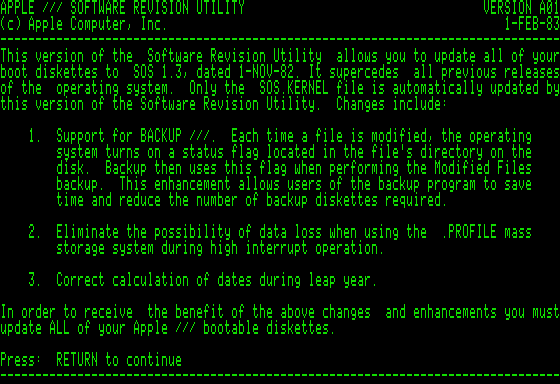 APPLE /// SOFTWARE REVISION UTILITY VERSION A01
(c) Apple Computer, Inc. 1-FEB-83
This version of the Software Revision Utility allows you to update all of your
boot diskettes to SOS 1.3, dated 1-NOV-82. It supercedes all previous releases
of the operating system. Only the SOS.KERNEL file is automatically updated by
this version of the Software Revision Utility. Changes include:
1. Support for BACKUP ///. Each time a file is modified, the operating
system turns on a status flag located in the file's directory on the
disk. Backup then uses this flag when performing the Modified Files
backup. This enhancement allows users of the backup program to save
time and reduce the number of backup diskettes required.
2. Eliminate the possibility of data loss when using the .PROFILE mass
storage system during high interrupt operation.
3. Correct calculation of dates during leap year.
In order to receive the benefit of the above changes and enhancements you must
update ALL of your Apple /// bootable diskettes.
Press: RETURN to continue